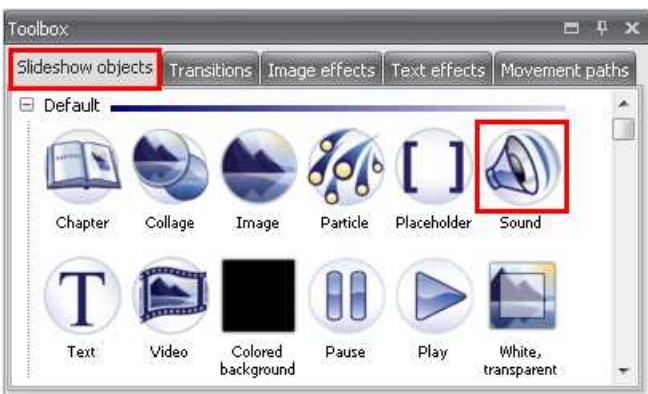 Toolbox
Slideshow objects Transitions Image effects Text effects Movement paths
Default
Chapter Collage Image Particle Placeholder Sound
T
Text Video Colored background Pause Play White, transparent